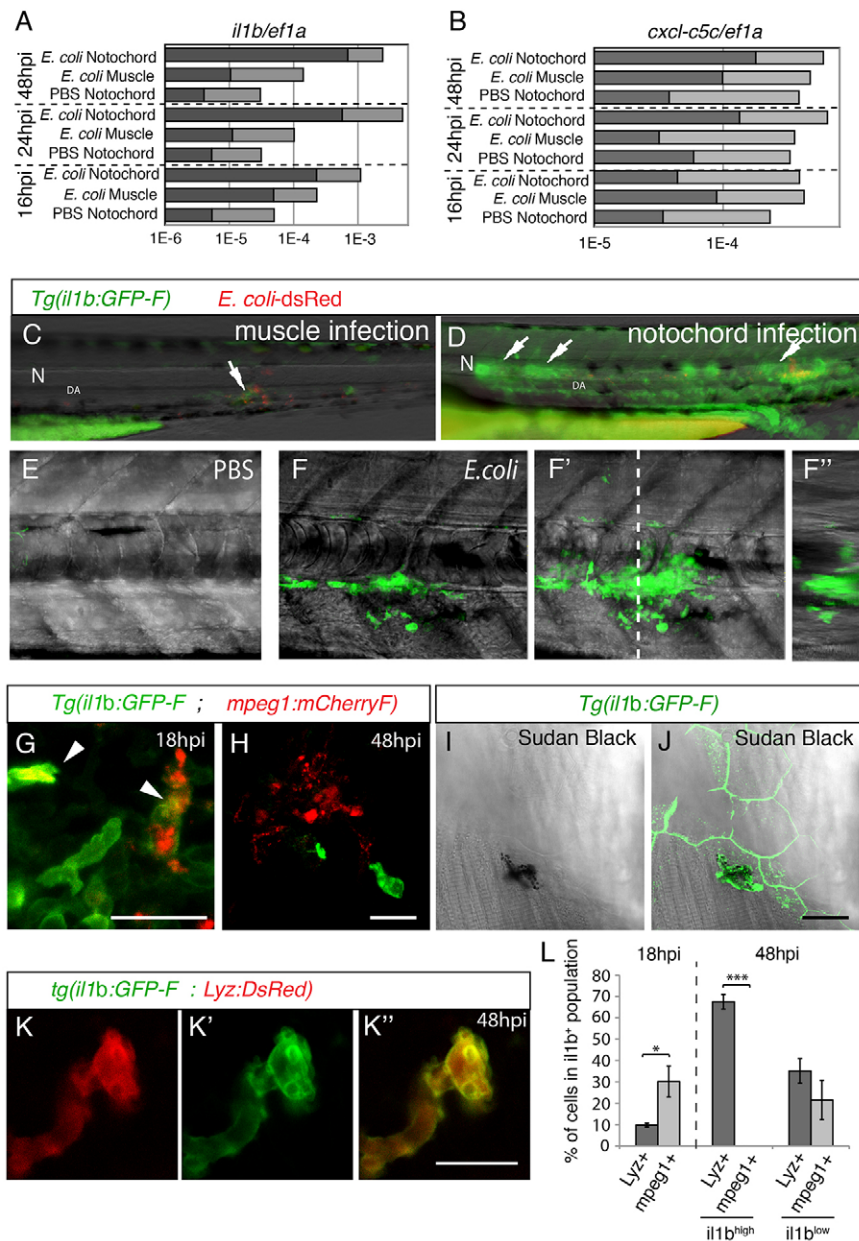 A
il1b/ef1a
48hpi
E. coli Notochord
E. coli Muscle
PBS Notochord
24hpi
E. coli Notochord
E. coli Muscle
PBS Notochord
16hpi
E. coli Notochord
E. coli Muscle
PBS Notochord
1E-6 1E-5 1E-4 1E-3
B
cxcl-c5c/ef1a
48hpi
E. coli Notochord
E. coli Muscle
PBS Notochord
24hpi
E. coli Notochord
E. coli Muscle
PBS Notochord
16hpi
E. coli Notochord
E. coli Muscle
PBS Notochord
1E-5 1E-4
Tg(il1b:GFP-F) E. coli-dsRed
C muscle infection
N
DA
D notochord infection
N
DA
E PBS
F E.coli
F'
F''
Tg(il1b:GFP-F ; mpeg1:mCherryF)
G 18hpi
H 48hpi
Tg(il1b:GFP-F)
I Sudan Black
J Sudan Black
tg(il1b:GFP-F : Lyz:DsRed)
K
K'
K'' 48hpi
L
18hpi 48hpi
% of cells in il1b⁺ population
80
70
60
50
40
30
20
10
0
*
***
Lyz+
mpeg1+
Lyz+
mpeg1+
Lyz+
mpeg1+
il1bhigh
il1blow